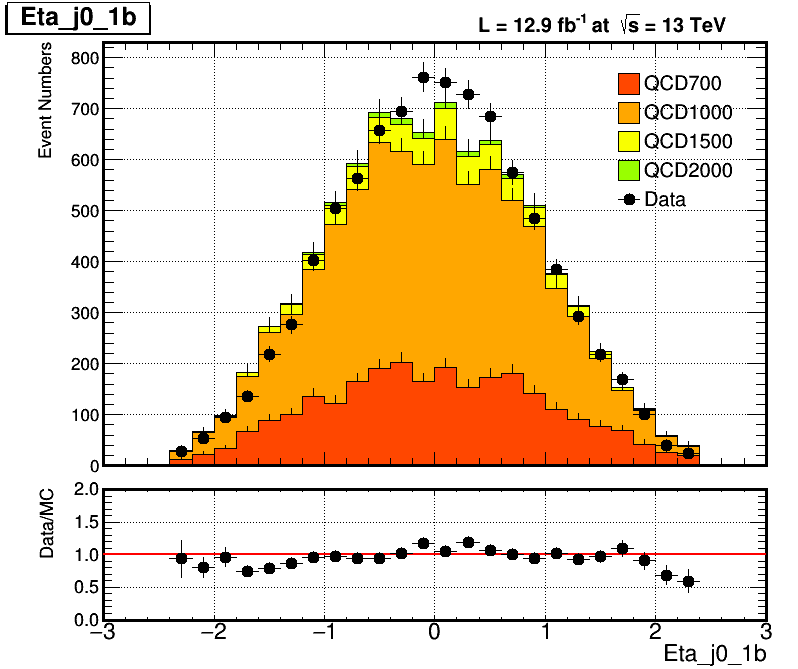 Eta_j0_1b
L = 12.9 fb⁻¹ at √s = 13 TeV
Event Numbers
800
700
600
500
400
300
200
100
0
QCD700
QCD1000
QCD1500
QCD2000
Data
Data/MC
2.0
1.5
1.0
0.5
0.0
−3 −2 −1 0 1 2 3
Eta_j0_1b